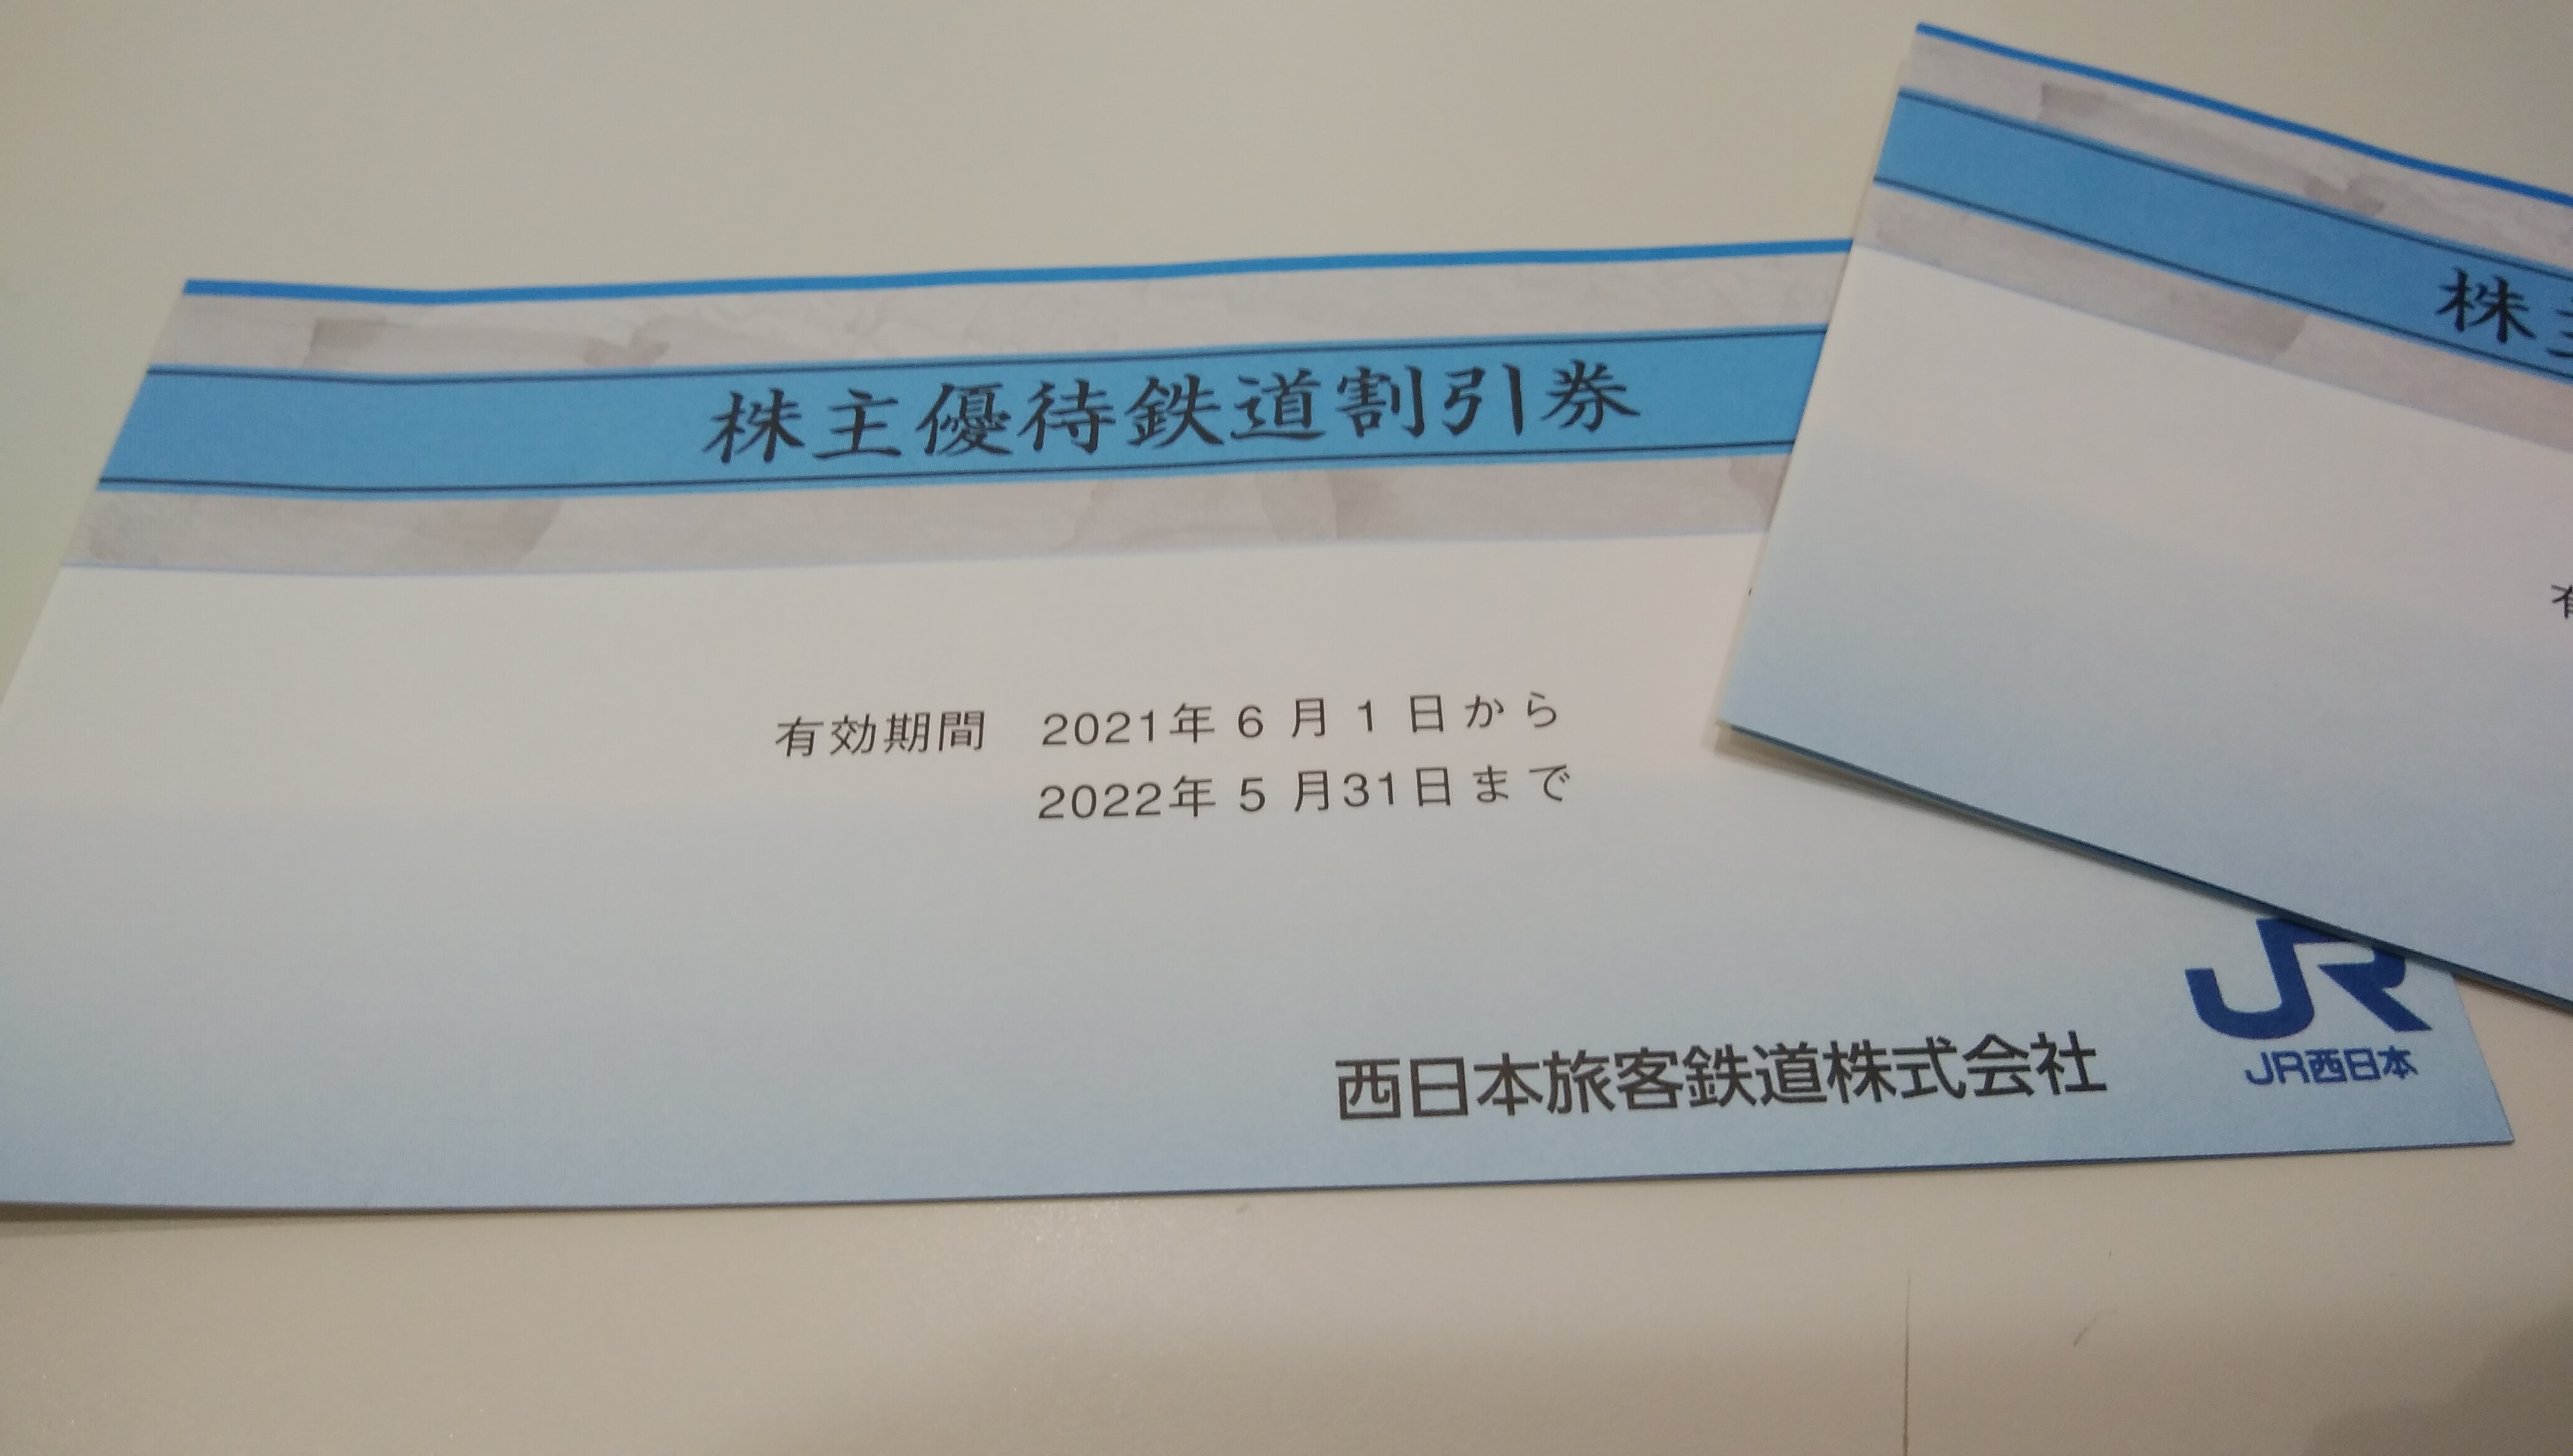 株主優待鉄道割引券
有効期間 2021年6月1日から
2022年5月31日まで
西日本旅客鉄道株式会社
JR
JR西日本
株主
有